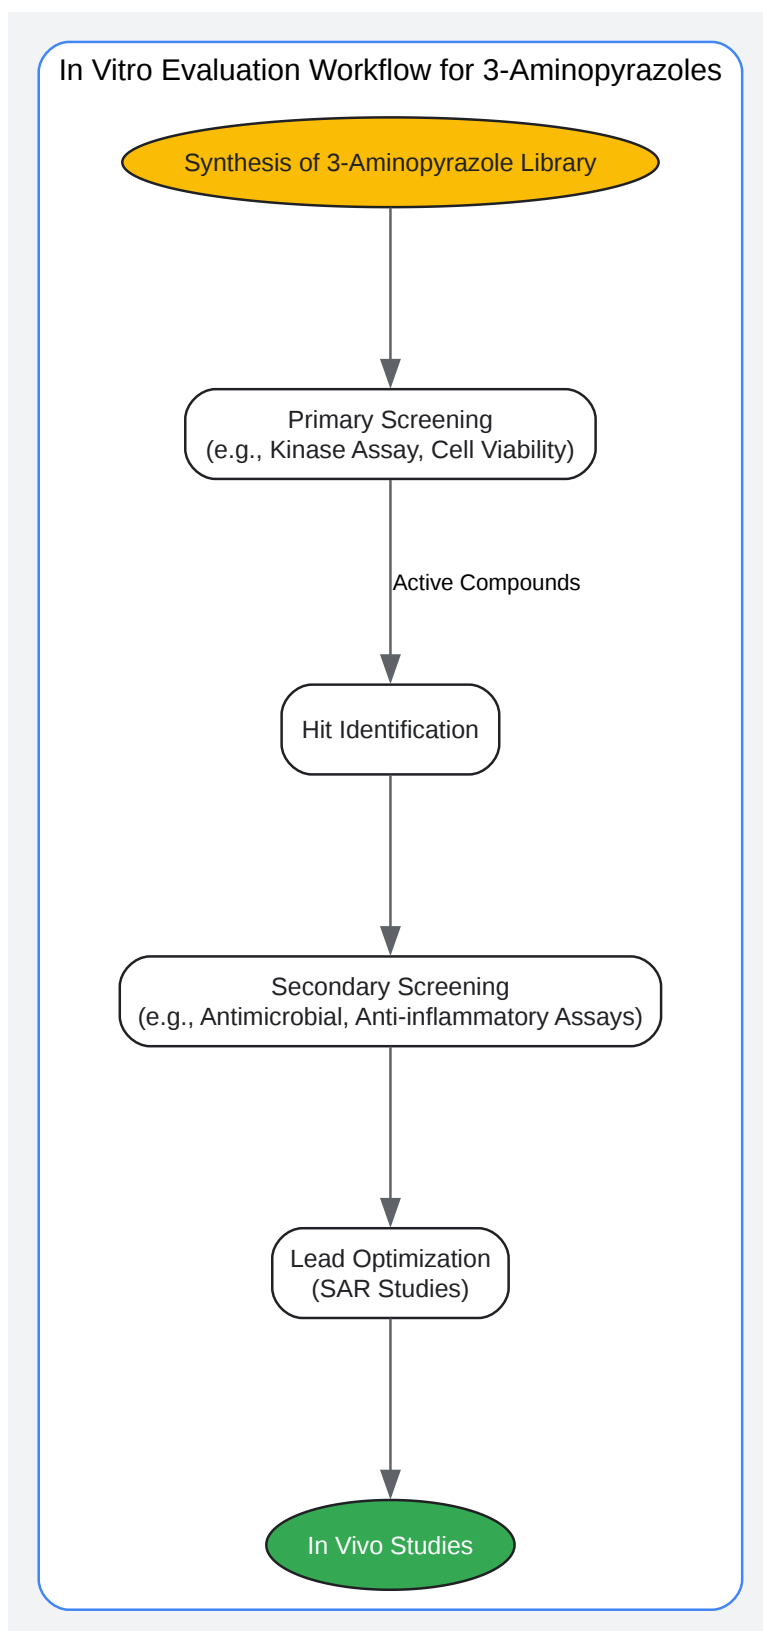 In Vitro Evaluation Workflow for 3-Aminopyrazoles
Synthesis of 3-Aminopyrazole Library
Primary Screening
(e.g., Kinase Assay, Cell Viability)
Active Compounds
Hit Identification
Secondary Screening
(e.g., Antimicrobial, Anti-inflammatory Assays)
Lead Optimization
(SAR Studies)
In Vivo Studies